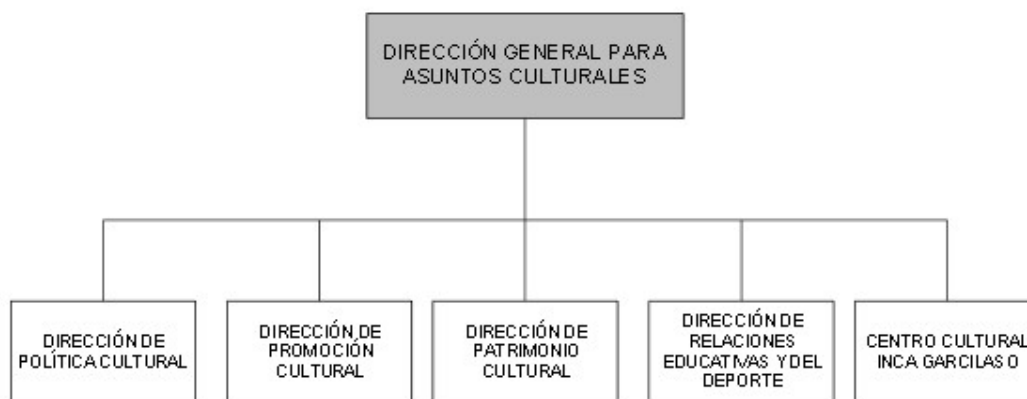 DIRECCIÓN GENERAL PARA
ASUNTOS CULTURALES
DIRECCIÓN DE
POLÍTICA CULTURAL
DIRECCIÓN DE
PROMOCIÓN
CULTURAL
DIRECCIÓN DE
PATRIMONIO
CULTURAL
DIRECCIÓN DE
RELACIONES
EDUCATIVAS Y DEL
DEPORTE
CENTRO CULTURAL
INCA GARCILASO